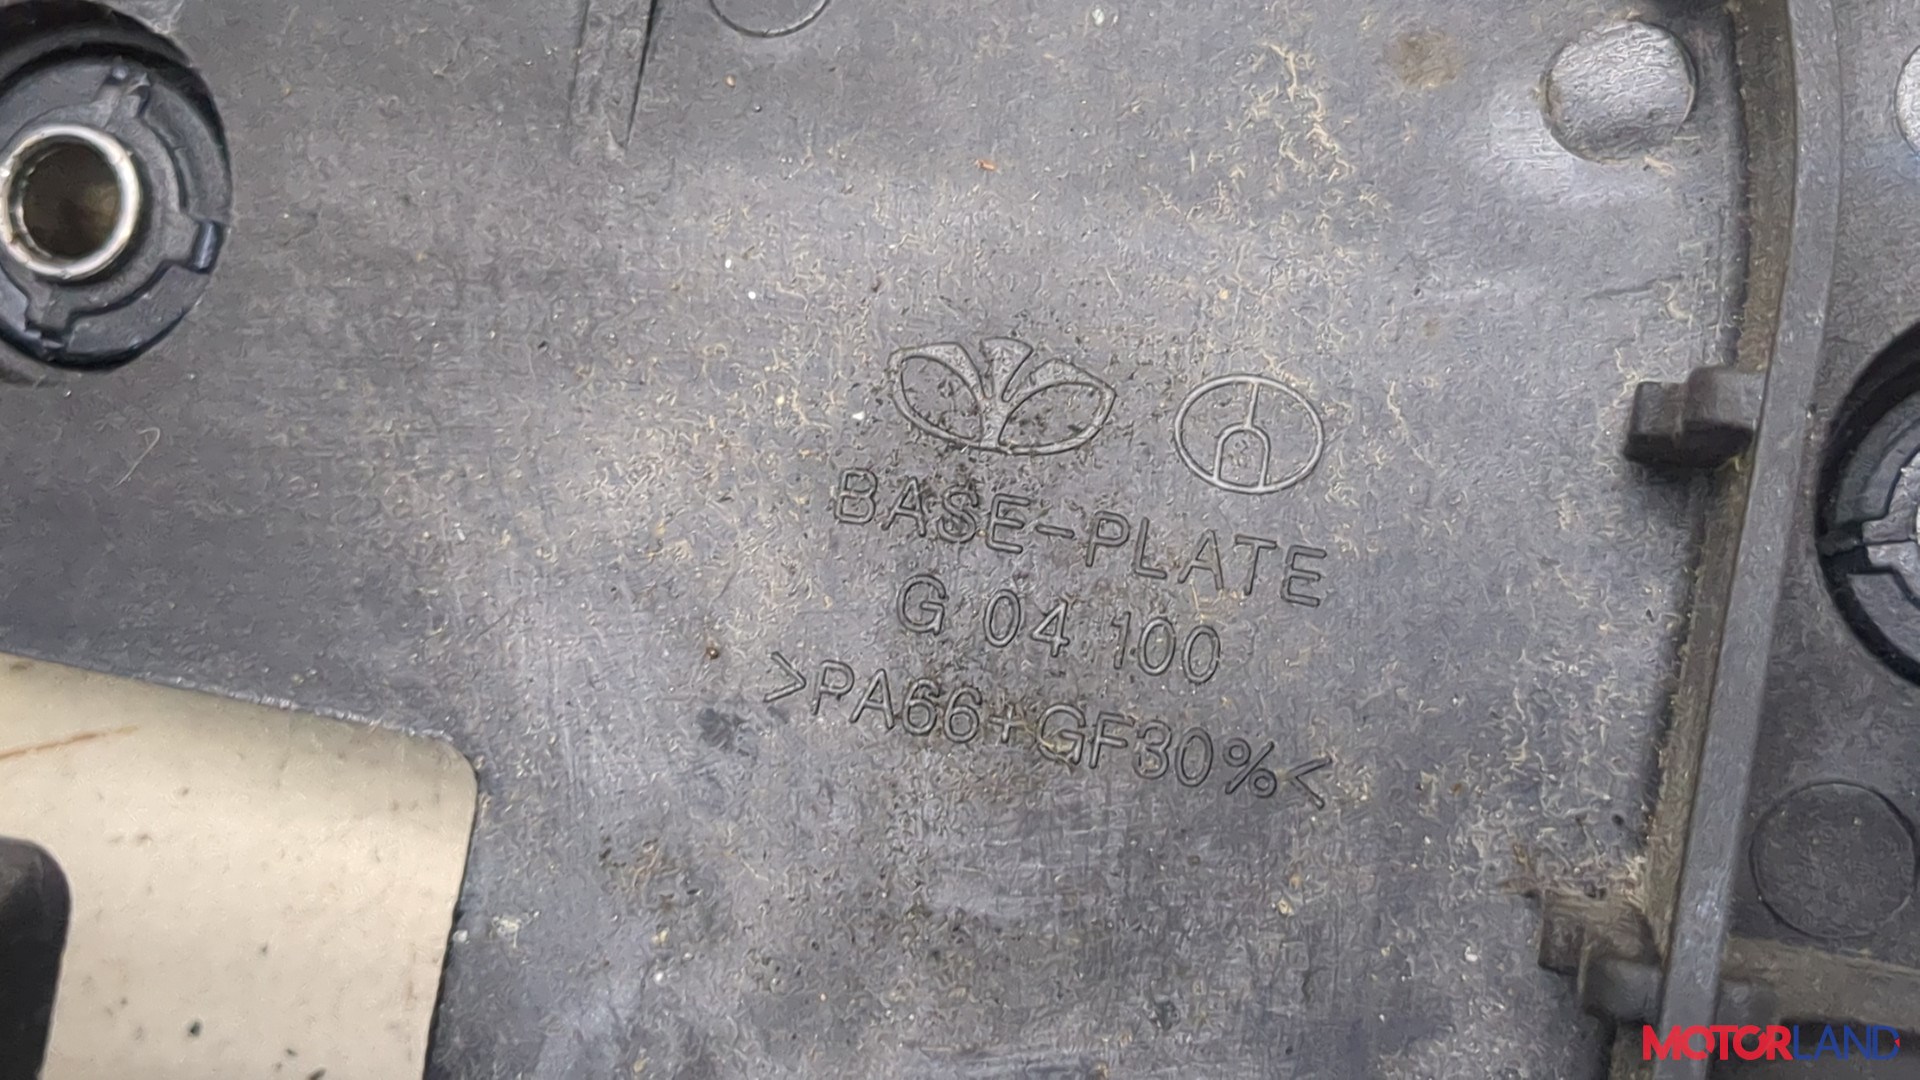 BASE-PLATE
G 04 100
>PA66+GF30%<
MOTORLAND